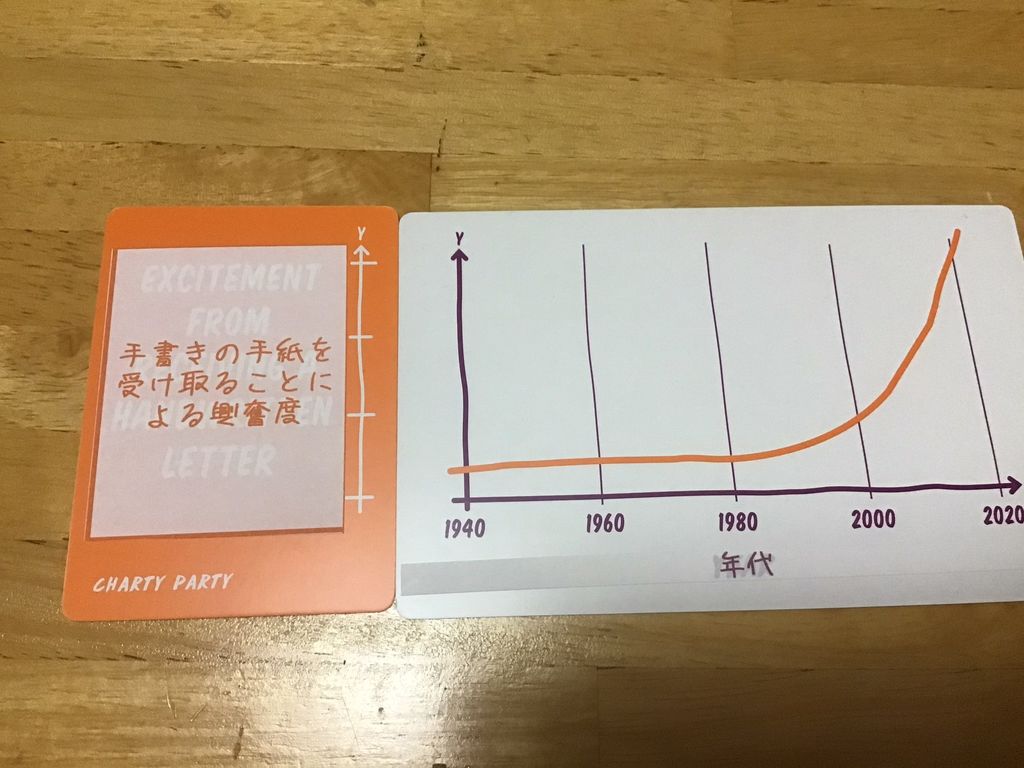 Y
EXCITEMENT
FROM
手書きの手紙を
受け取ることに
よる興奮度
LETTER
CHARTY PARTY
Y
1940
1960
1980
2000
2020
年代